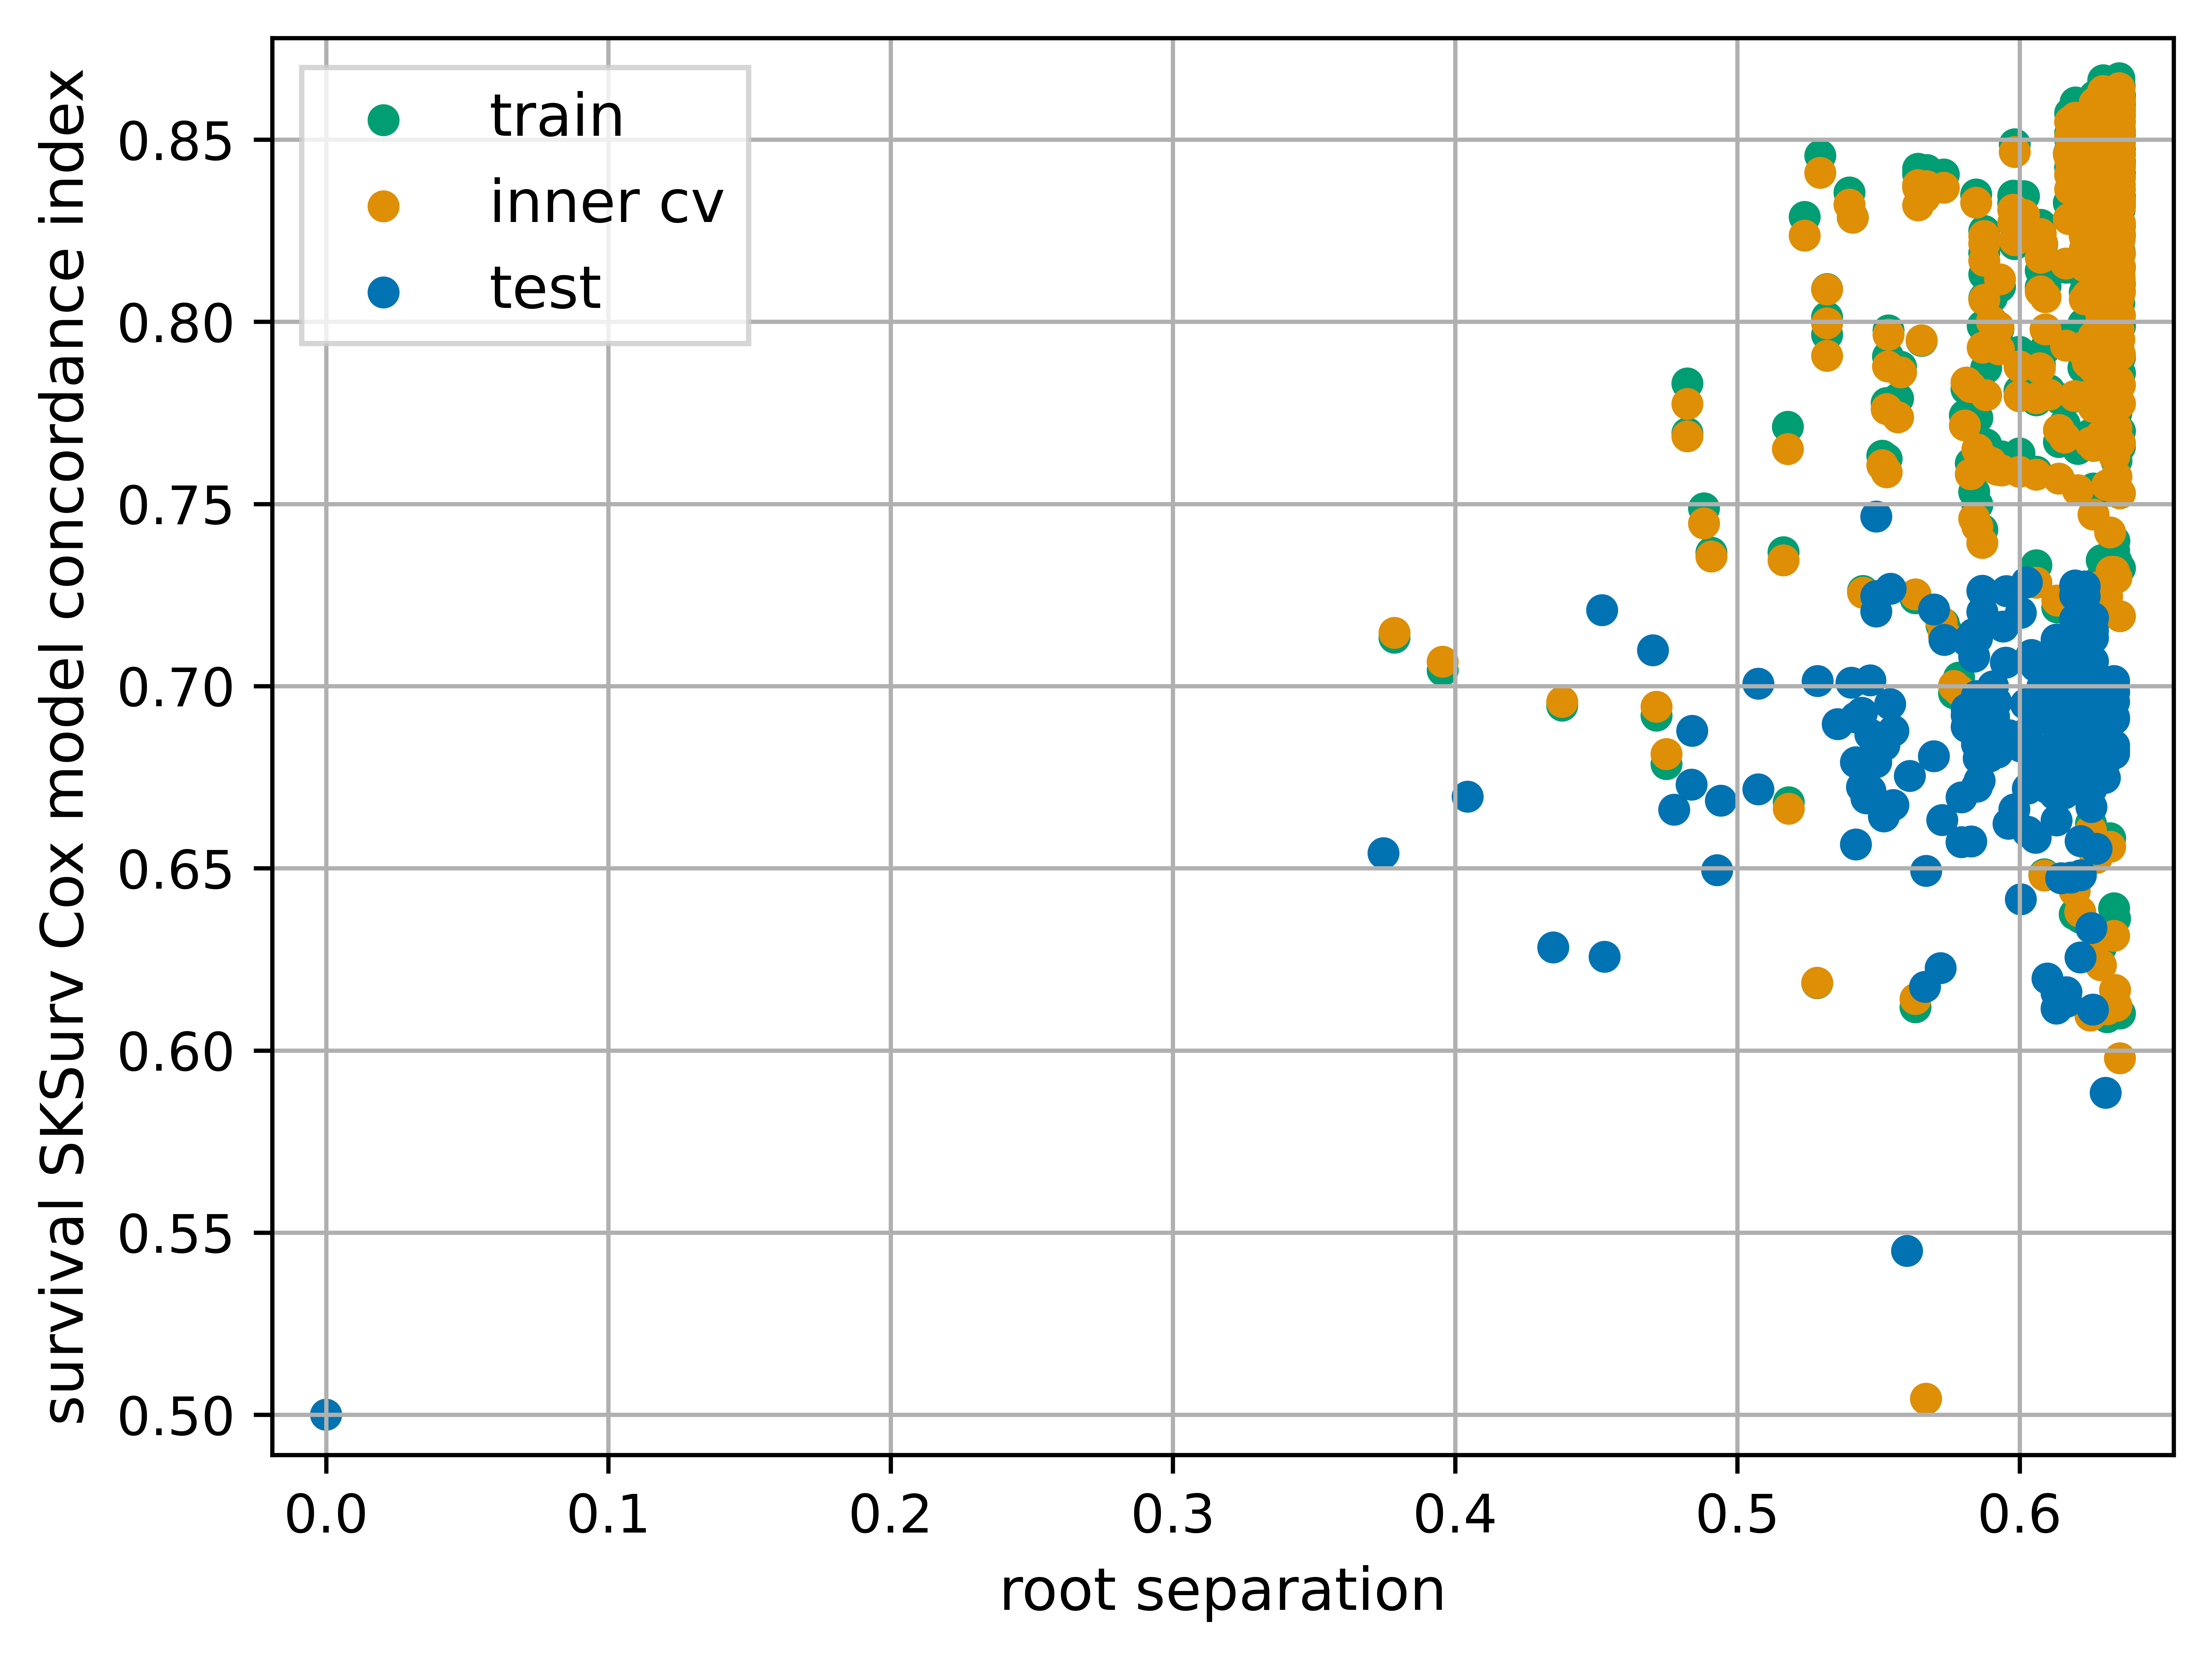 survival SKSurv Cox model concordance index
train
inner cv
test
0.85
0.80
0.75
0.70
0.65
0.60
0.55
0.50
0.0 0.1 0.2 0.3 0.4 0.5 0.6
root separation